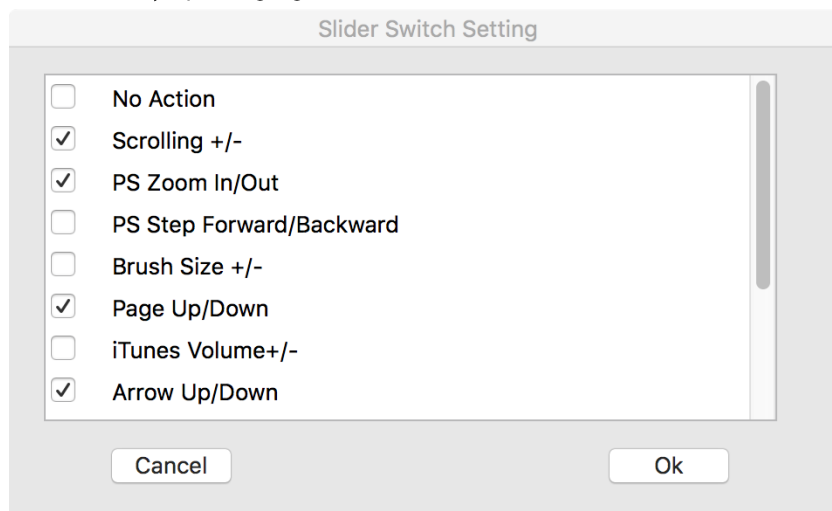 Slider Switch Setting
No Action
Scrolling +/-
PS Zoom In/Out
PS Step Forward/Backward
Brush Size +/-
Page Up/Down
iTunes Volume+/-
Arrow Up/Down
Cancel
Ok